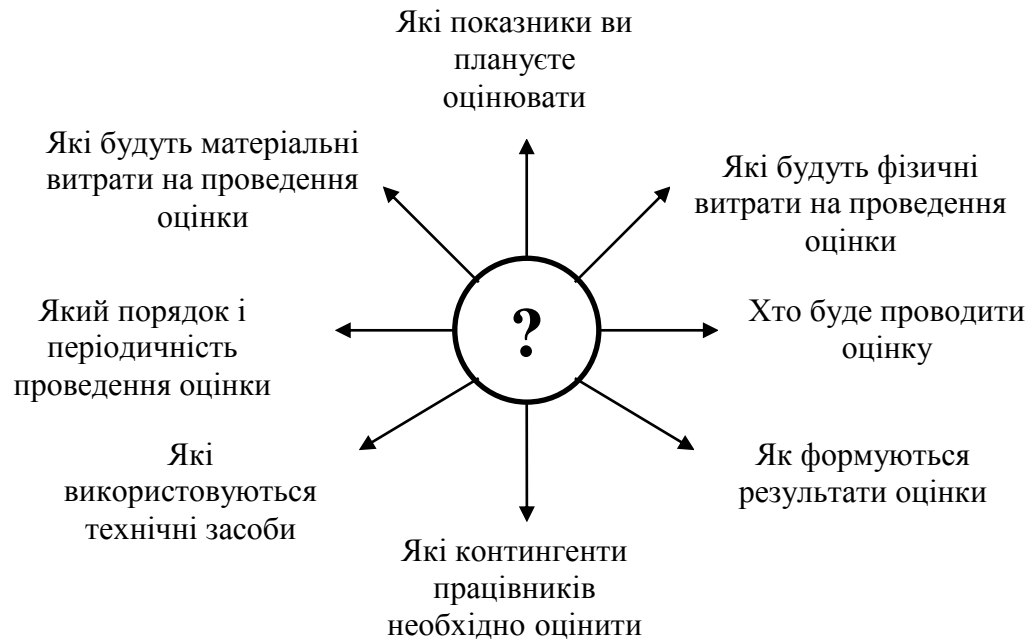 Які показники ви
плануєте
оцінювати
Які будуть матеріальні
витрати на проведення
оцінки
Які будуть фізичні
витрати на проведення
оцінки
Який порядок і
періодичність
проведення оцінки
?
Хто буде проводити
оцінку
Які
використовуються
технічні засоби
Як формуються
результати оцінки
Які контингенти
працівників
необхідно оцінити